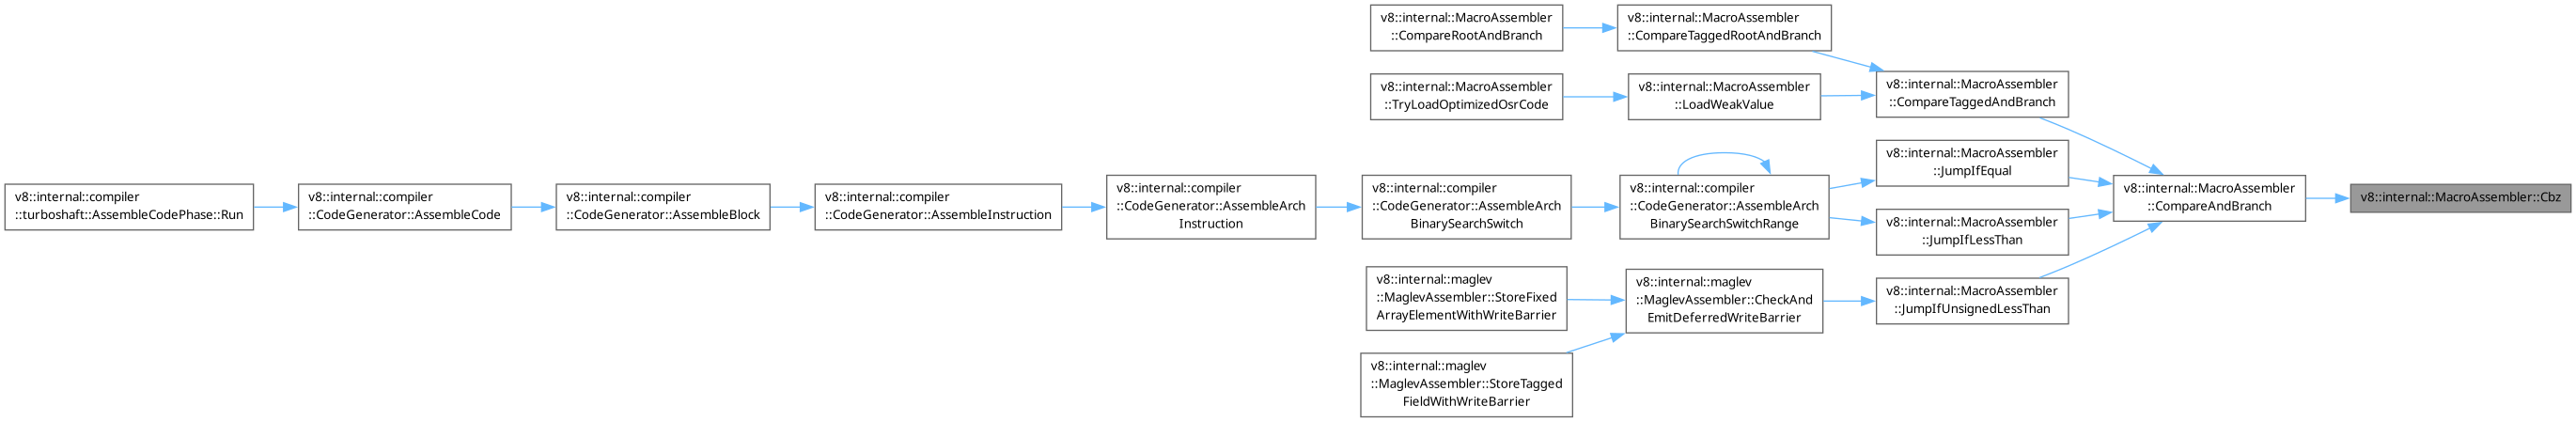 v8::internal::MacroAssembler
::CompareRootAndBranch
v8::internal::MacroAssembler
::CompareTaggedRootAndBranch
v8::internal::MacroAssembler
::TryLoadOptimizedOsrCode
v8::internal::MacroAssembler
::LoadWeakValue
v8::internal::MacroAssembler
::CompareTaggedAndBranch
v8::internal::MacroAssembler
::JumpIfEqual
v8::internal::compiler
::turboshaft::AssembleCodePhase::Run
v8::internal::compiler
::CodeGenerator::AssembleCode
v8::internal::compiler
::CodeGenerator::AssembleBlock
v8::internal::compiler
::CodeGenerator::AssembleInstruction
v8::internal::compiler
::CodeGenerator::AssembleArch
Instruction
v8::internal::compiler
::CodeGenerator::AssembleArch
BinarySearchSwitch
v8::internal::compiler
::CodeGenerator::AssembleArch
BinarySearchSwitchRange
v8::internal::MacroAssembler
::JumpIfLessThan
v8::internal::MacroAssembler
::CompareAndBranch
v8::internal::MacroAssembler::Cbz
v8::internal::maglev
::MaglevAssembler::StoreFixed
ArrayElementWithWriteBarrier
v8::internal::maglev
::MaglevAssembler::CheckAnd
EmitDeferredWriteBarrier
v8::internal::MacroAssembler
::JumpIfUnsignedLessThan
v8::internal::maglev
::MaglevAssembler::StoreTagged
FieldWithWriteBarrier